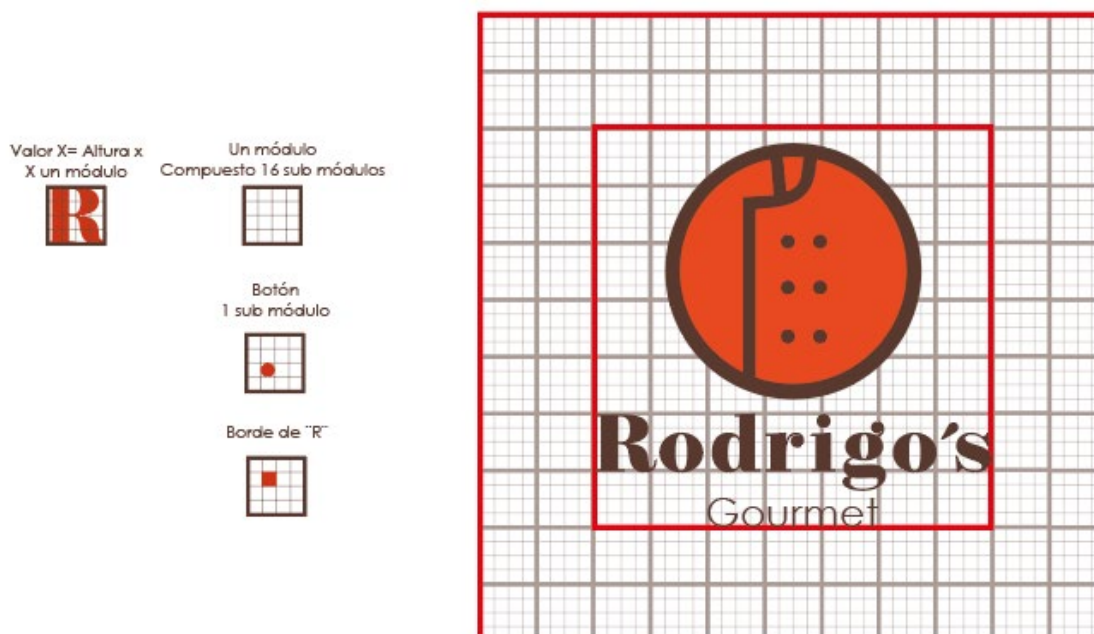 Valor X= Altura x
X un módulo
R
Un módulo
Compuesto 16 sub módulos
Botón
1 sub módulo
Borde de ¨R¨
Rodrigo´s
Gourmet